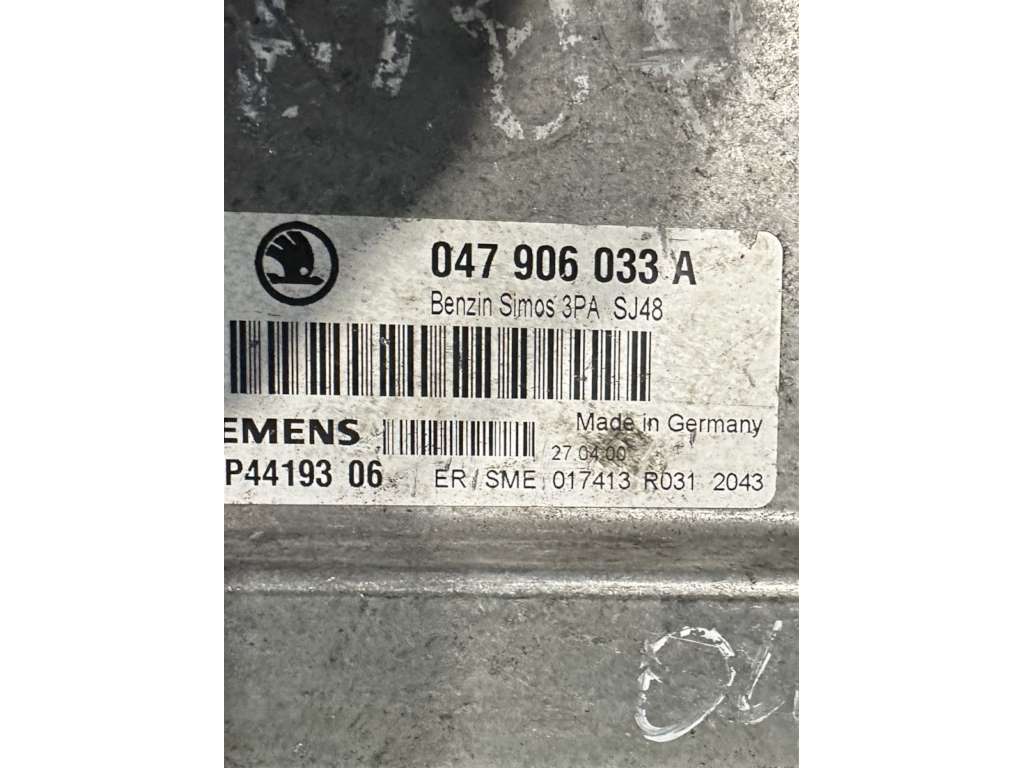 047 906 033 A
Benzin Simos 3PA SJ48
EMENS
Made in Germany
27.04.00
P44193 06
ER/SME 017413 R031 2043